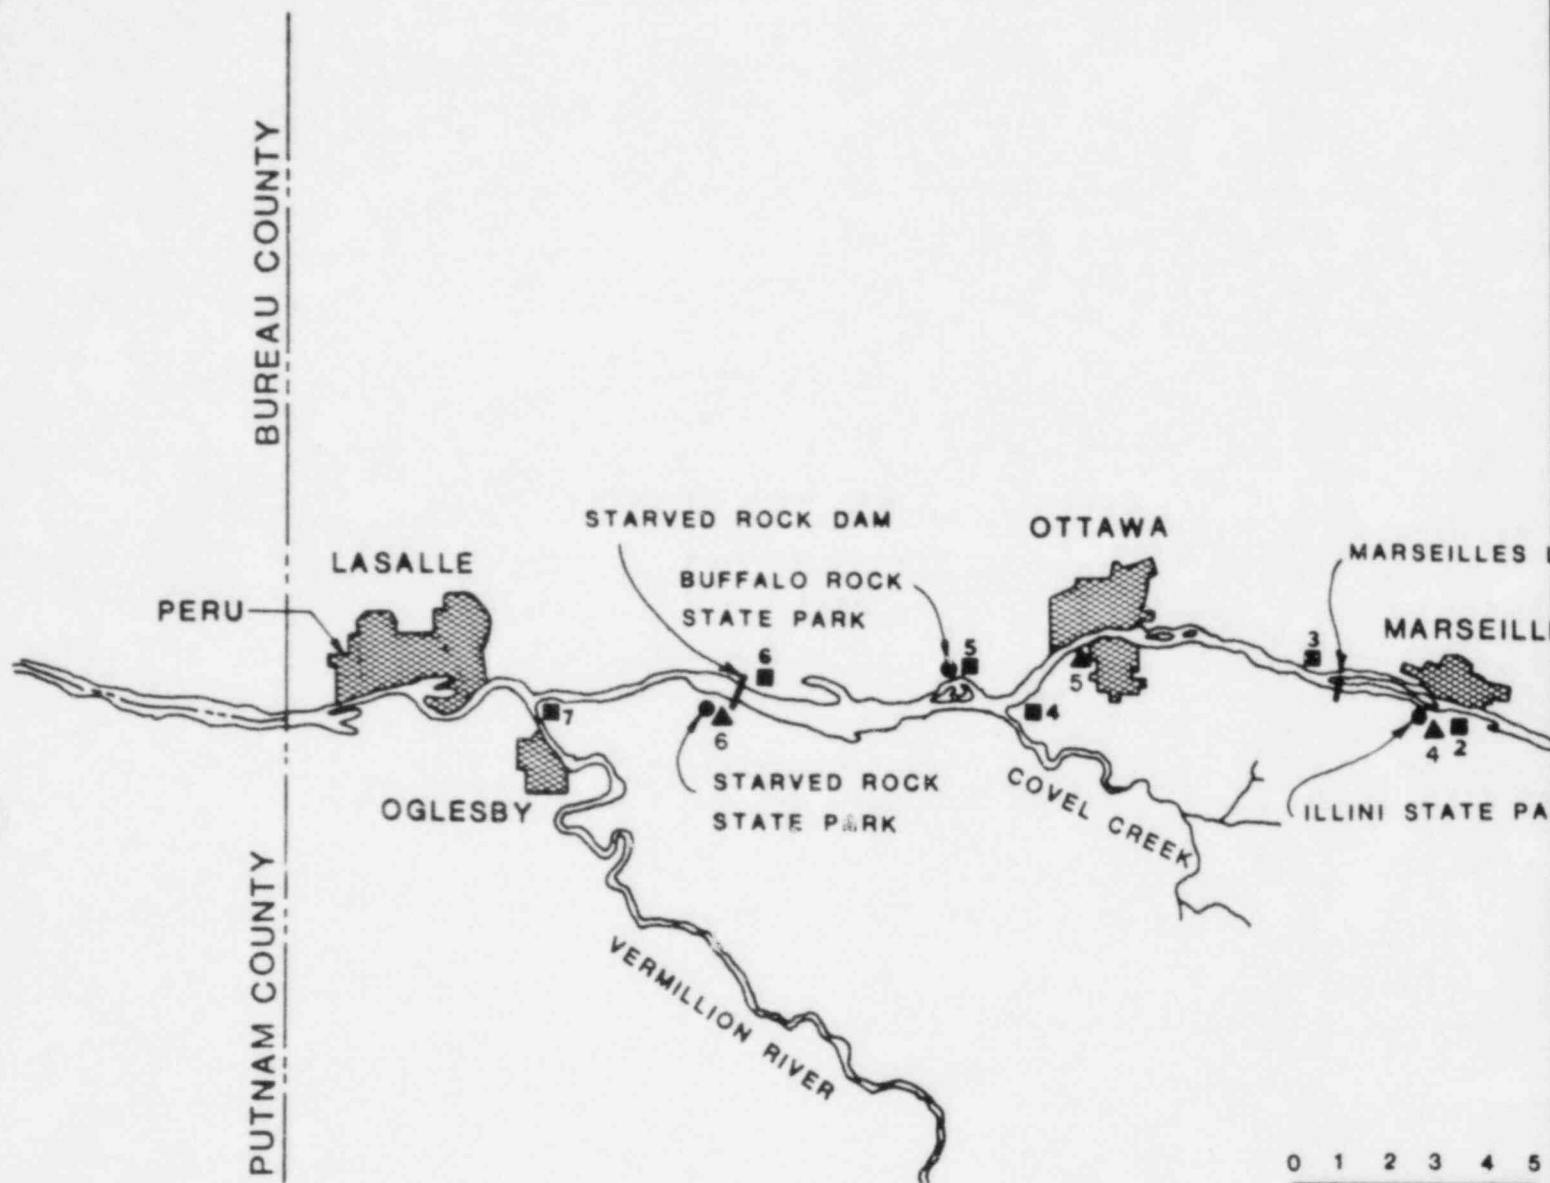 BUREAU COUNTY
STARVED ROCK DAM
OTTAWA
MARSEILLES
LASALLE
BUFFALO ROCK
STATE PARK
PERU
MARSEILL
6
5
5
3
7
6
4
4
2
STARVED ROCK
STATE PARK
COVEL CREEK
ILLINI STATE PA
OGLESBY
VERMILLION RIVER
PUTNAM COUNTY
0 1 2 3 4 5